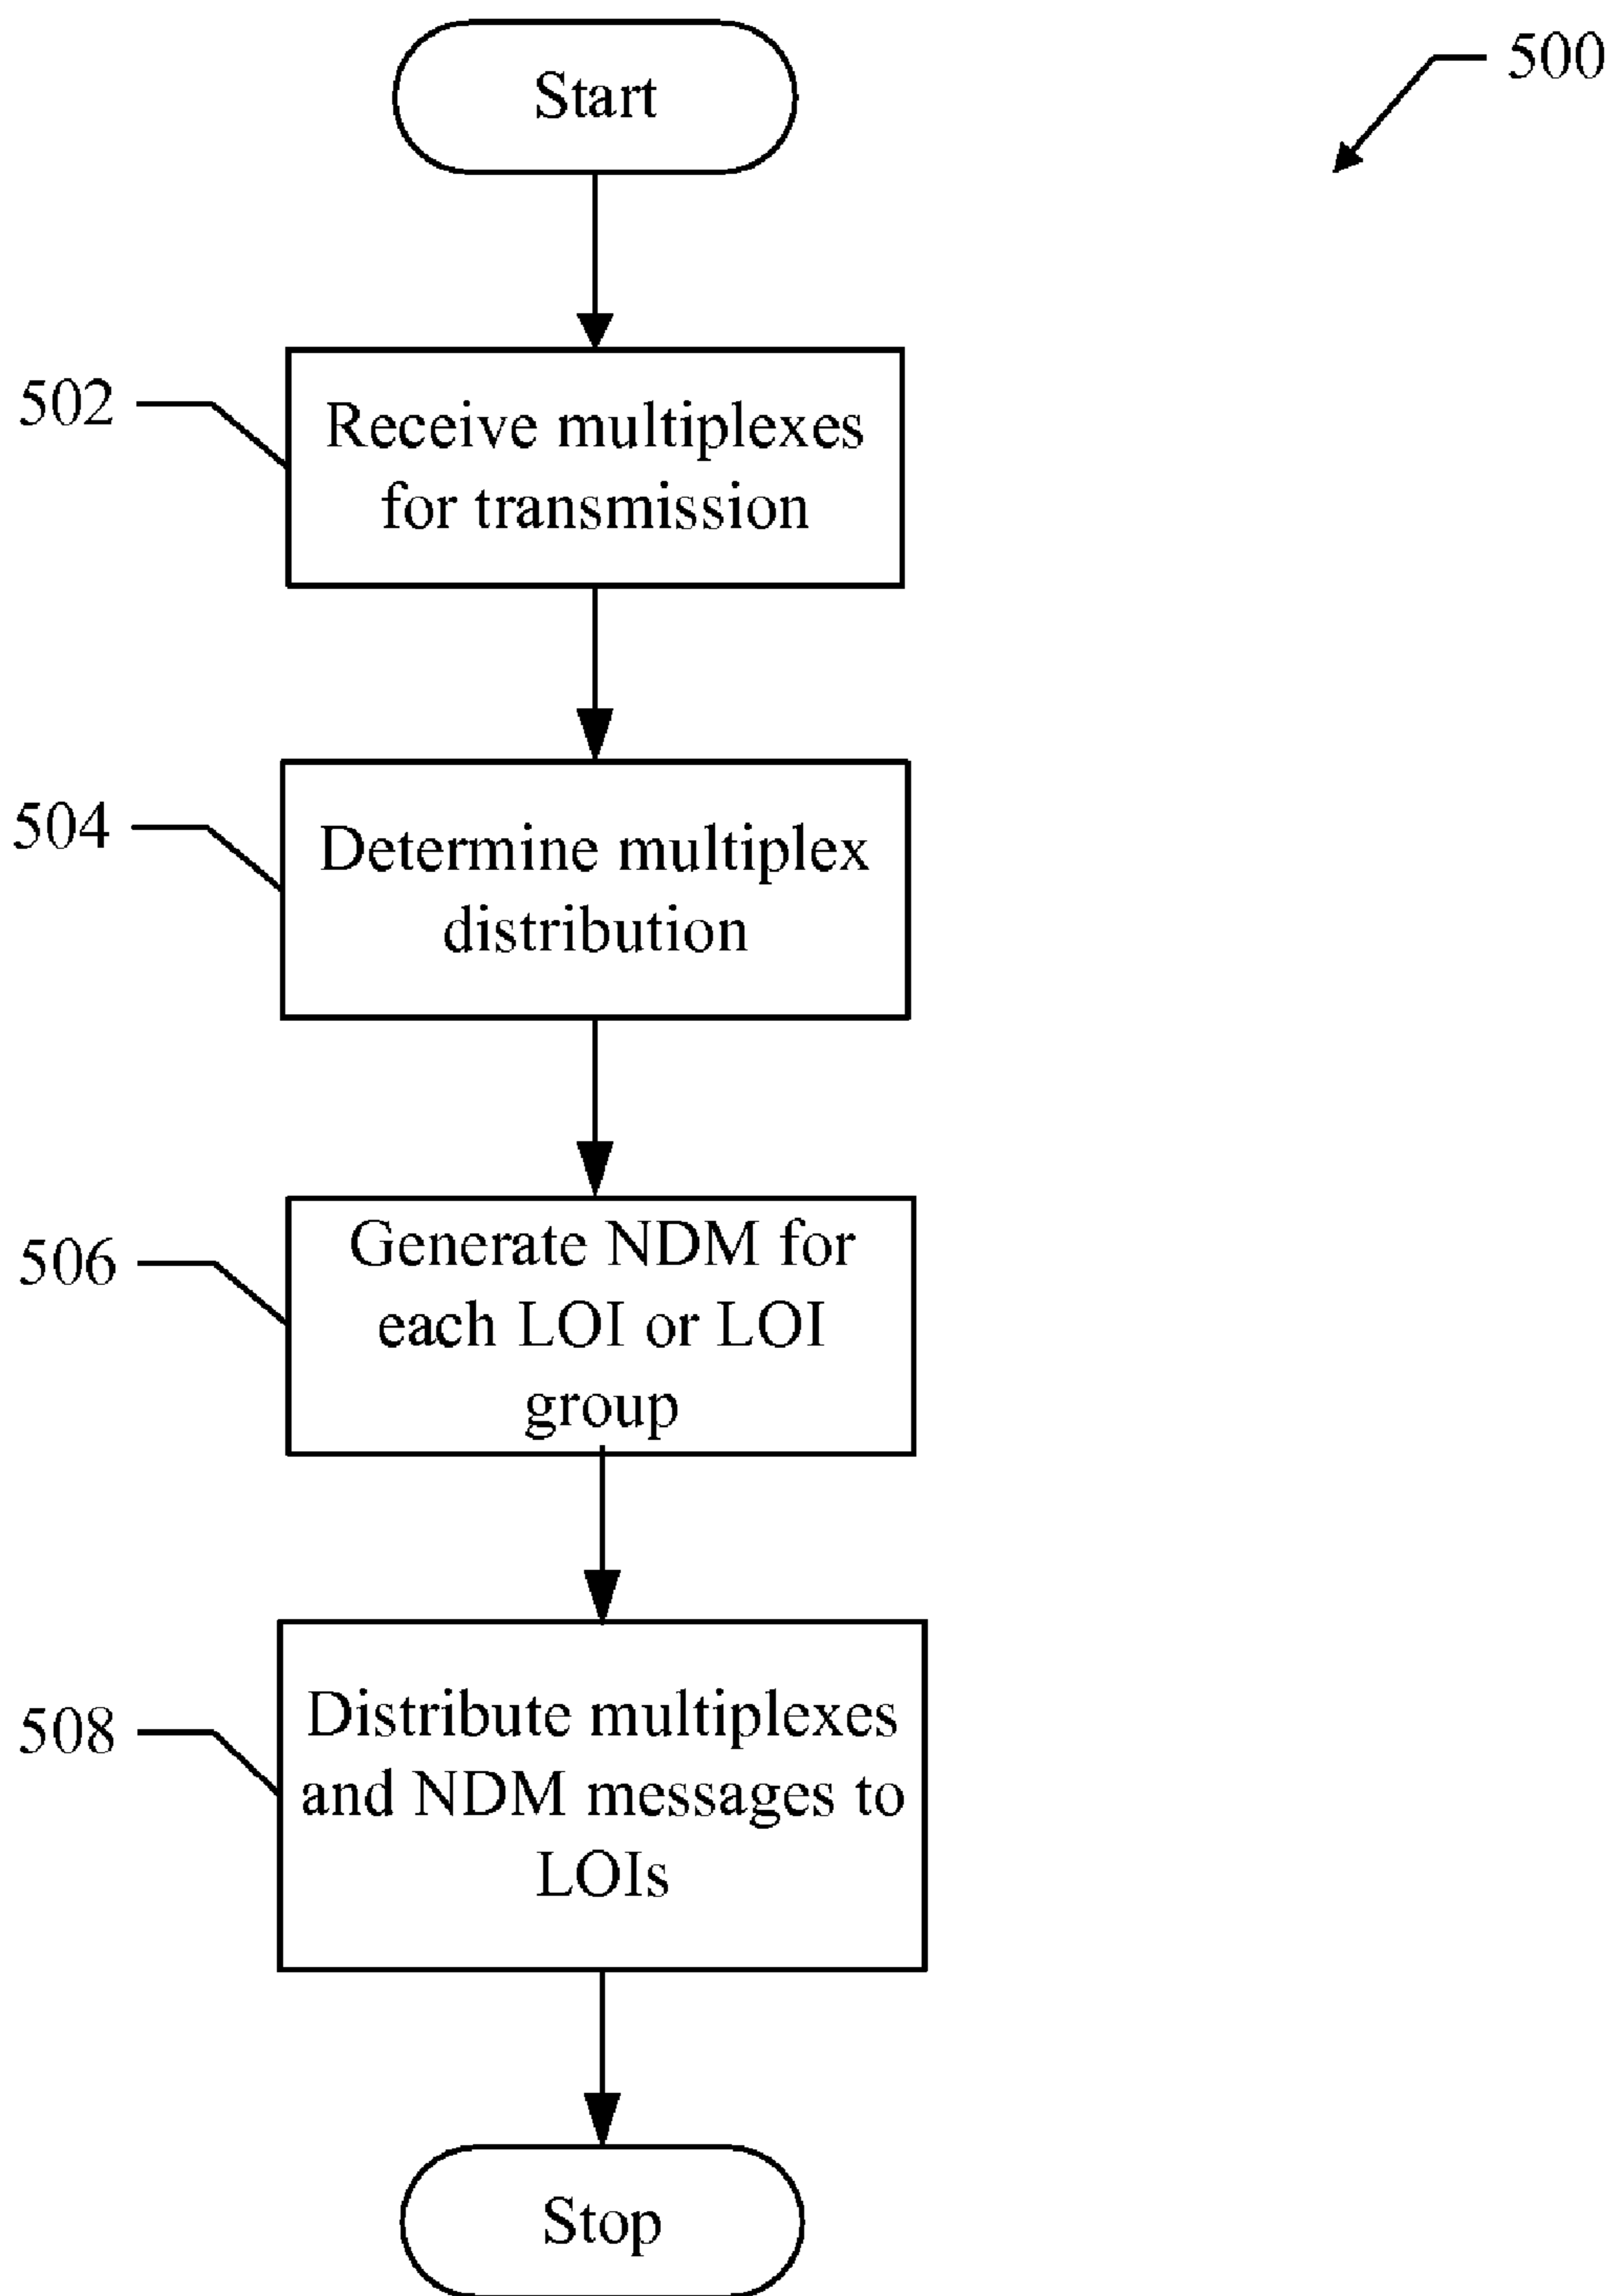 Start
500
502
Receive multiplexes
for transmission
504
Determine multiplex
distribution
506
Generate NDM for
each LOI or LOI
group
508
Distribute multiplexes
and NDM messages to
LOIs
Stop